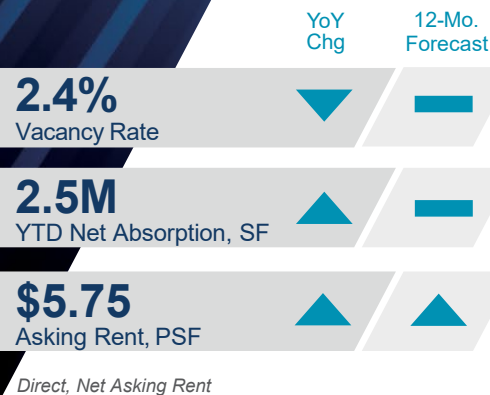 YoY
Chg
12-Mo.
Forecast
2.4%
Vacancy Rate
2.5M
YTD Net Absorption, SF
$5.75
Asking Rent, PSF
Direct, Net Asking Rent